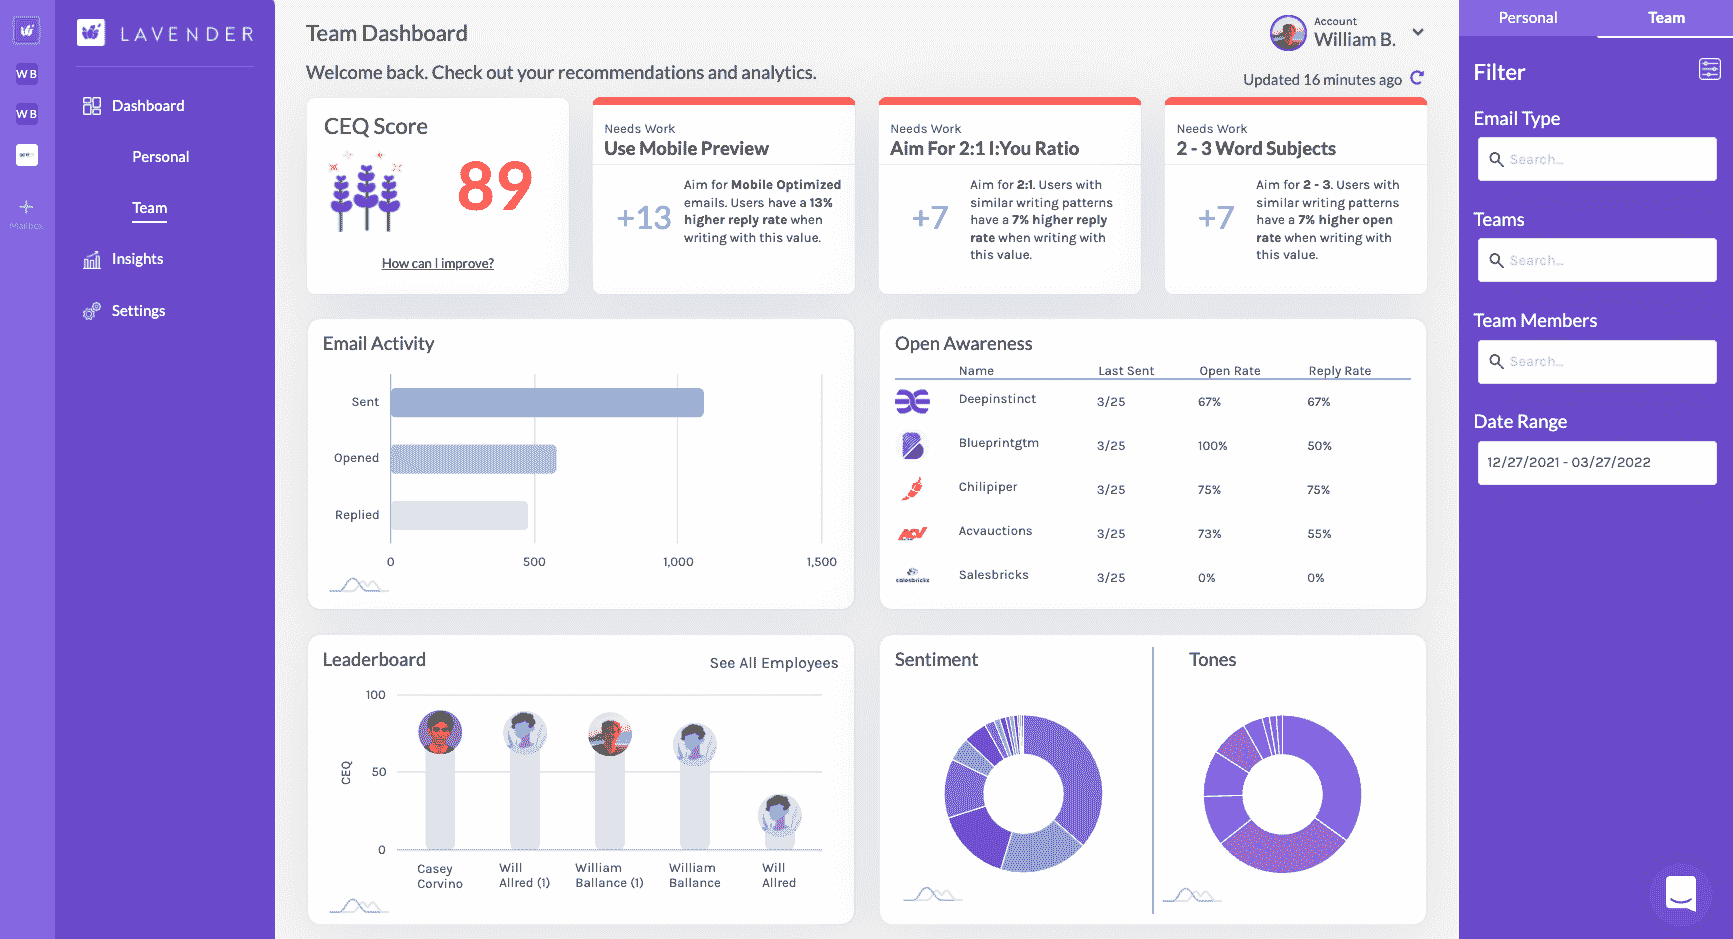 WB
WB
Mailbox
LAVENDER
Dashboard
Personal
Team
Insights
Settings
Team Dashboard
Welcome back. Check out your recommendations and analytics.
Account
William B.
Updated 16 minutes ago
CEQ Score
89
How can I improve?
Needs Work
Use Mobile Preview
+13
Aim for Mobile Optimized
emails. Users have a 13%
higher reply rate when
writing with this value.
Needs Work
Aim For 2:1 I:You Ratio
+7
Aim for 2:1. Users with
similar writing patterns
have a 7% higher reply
rate when writing with
this value.
Needs Work
2 - 3 Word Subjects
+7
Aim for 2 - 3. Users with
similar writing patterns
have a 7% higher open
rate when writing with
this value.
Email Activity
Sent
Opened
Replied
0 500 1,000 1,500
Open Awareness
Name Last Sent Open Rate Reply Rate
Deepinstinct 3/25 67% 67%
Blueprintgtm 3/25 100% 50%
Chilipiper 3/25 75% 75%
ACV Acvauctions 3/25 73% 55%
salesbricks Salesbricks 3/25 0% 0%
Leaderboard
See All Employees
100
50
0
CEQ
Casey
Corvino
Will
Allred (1)
William
Ballance (1)
William
Ballance
Will
Allred
Sentiment
Tones
Personal
Team
Filter
Email Type
Search...
Teams
Search...
Team Members
Search...
Date Range
12/27/2021 - 03/27/2022